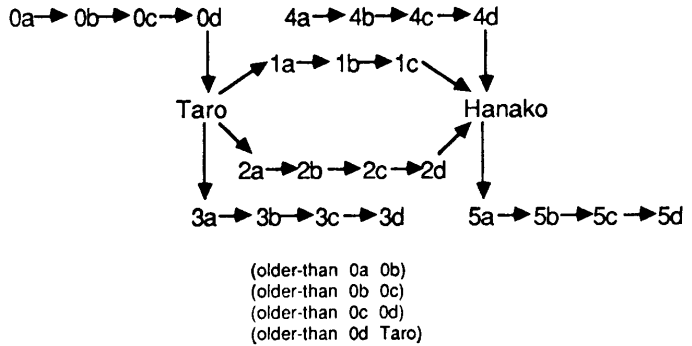 0a 0b 0c 0d 4a 4b 4c 4d
1a 1b 1c
Taro Hanako
2a 2b 2c 2d
3a 3b 3c 3d 5a 5b 5c 5d
(older-than 0a 0b)
(older-than 0b 0c)
(older-than 0c 0d)
(older-than 0d Taro)